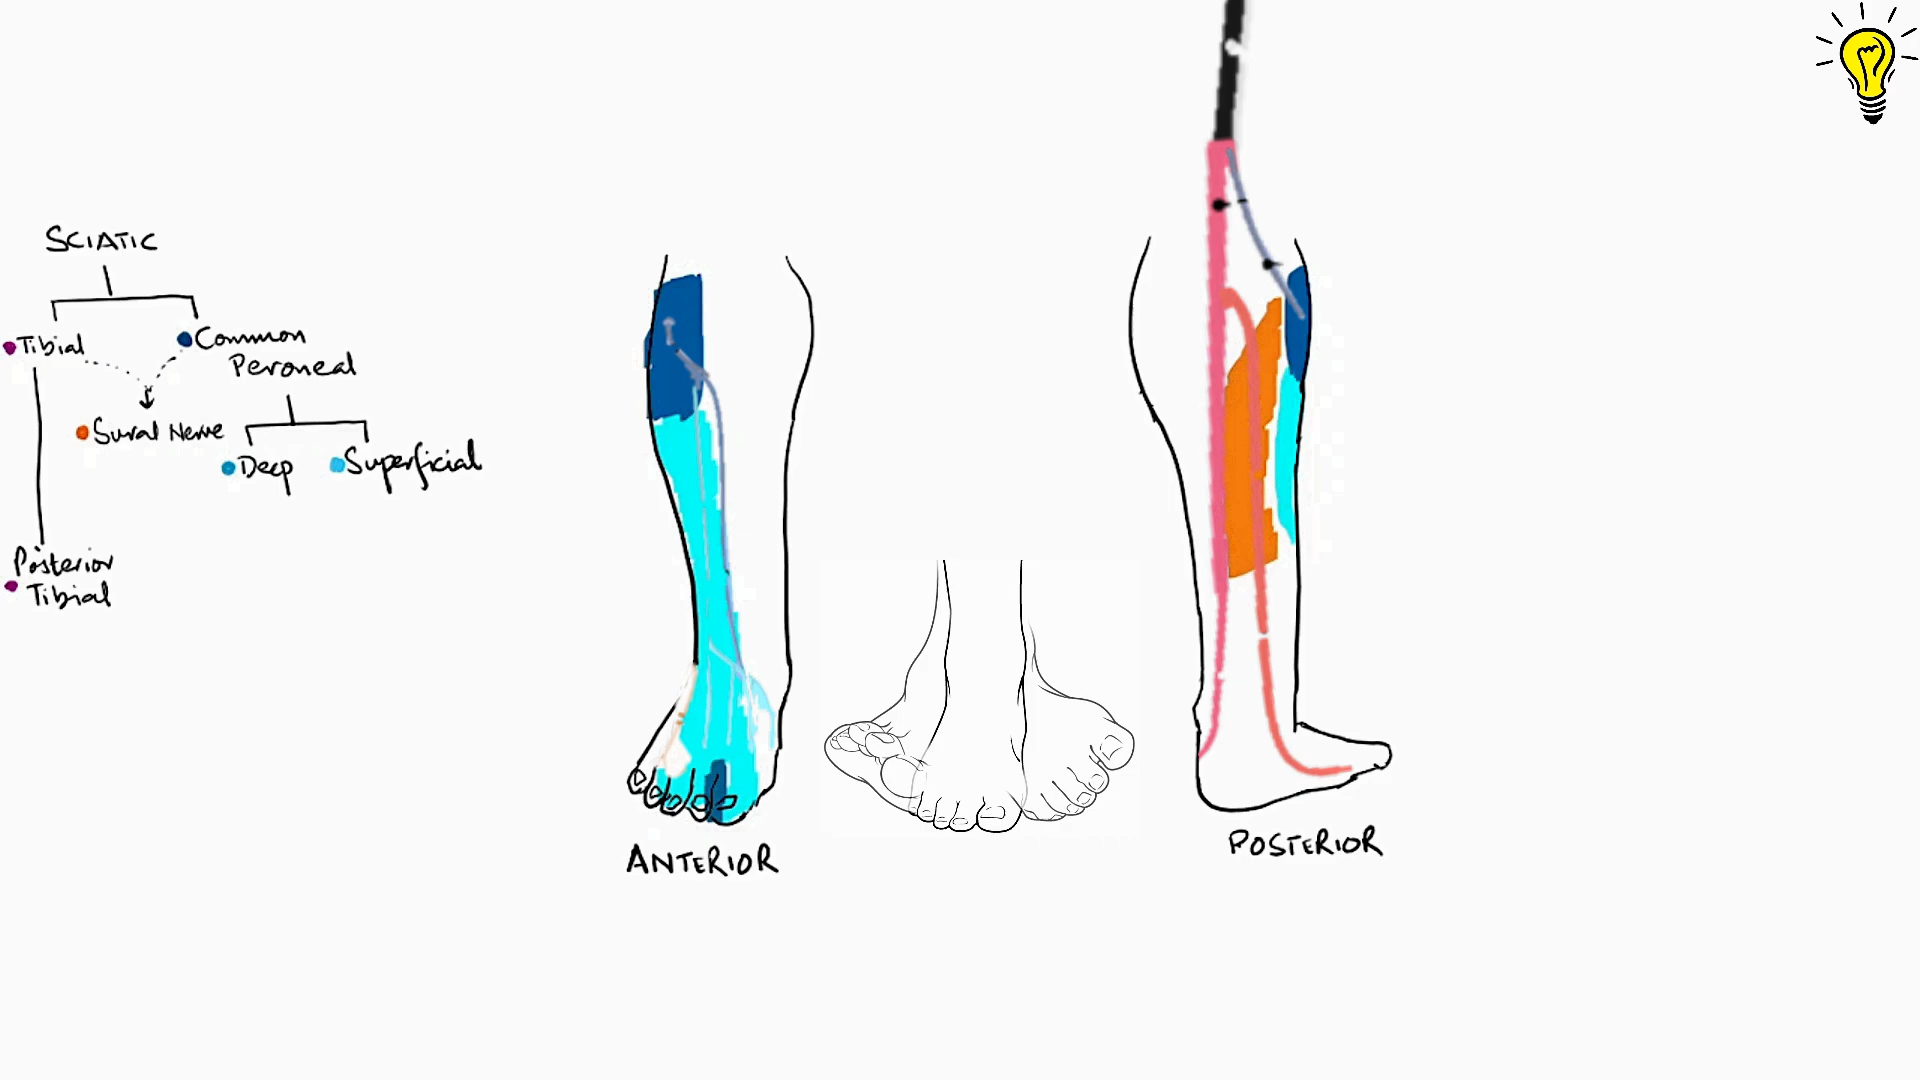 SCIATIC
Tibial
Common
Peroneal
Sural Nerve
Deep
Superficial
Posterior
Tibial
ANTERIOR
POSTERIOR